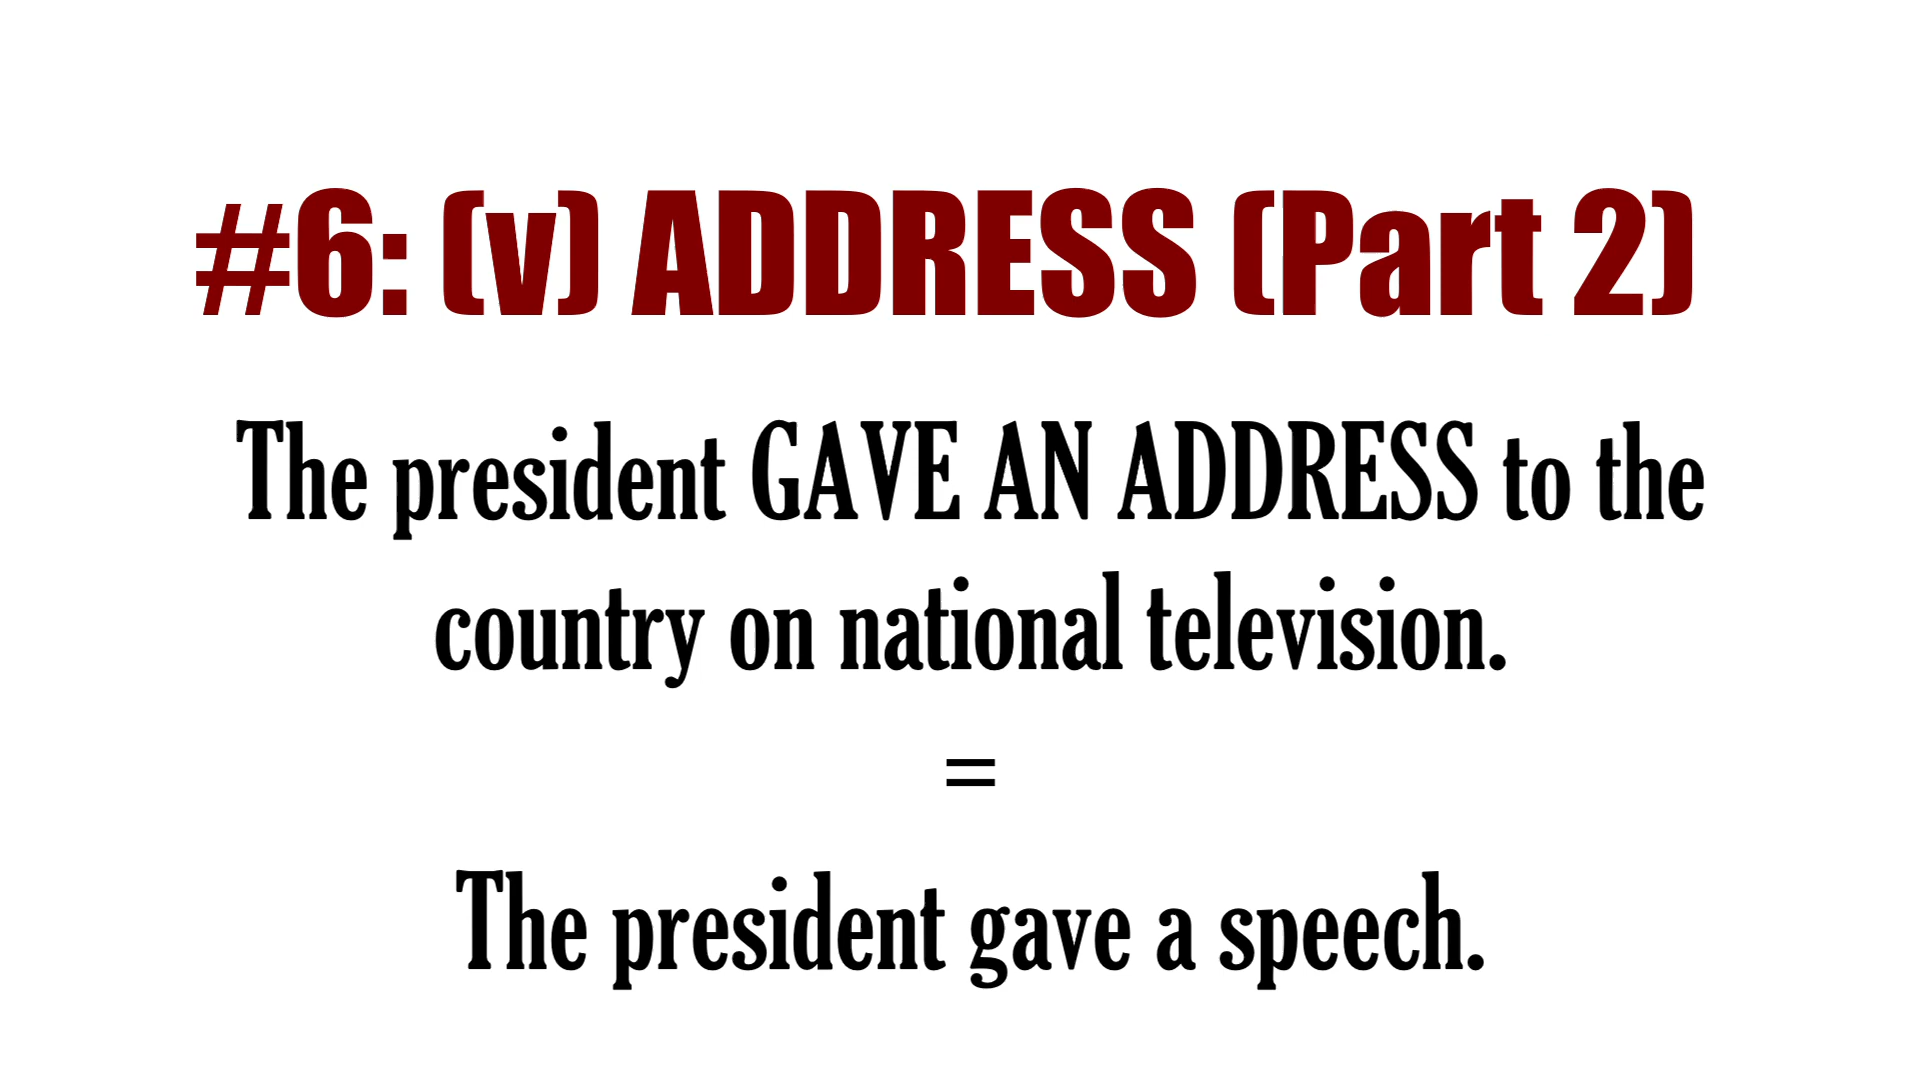 #6: (v) ADDRESS (Part 2)
The president GAVE AN ADDRESS to the
country on national television.
=
The president gave a speech.